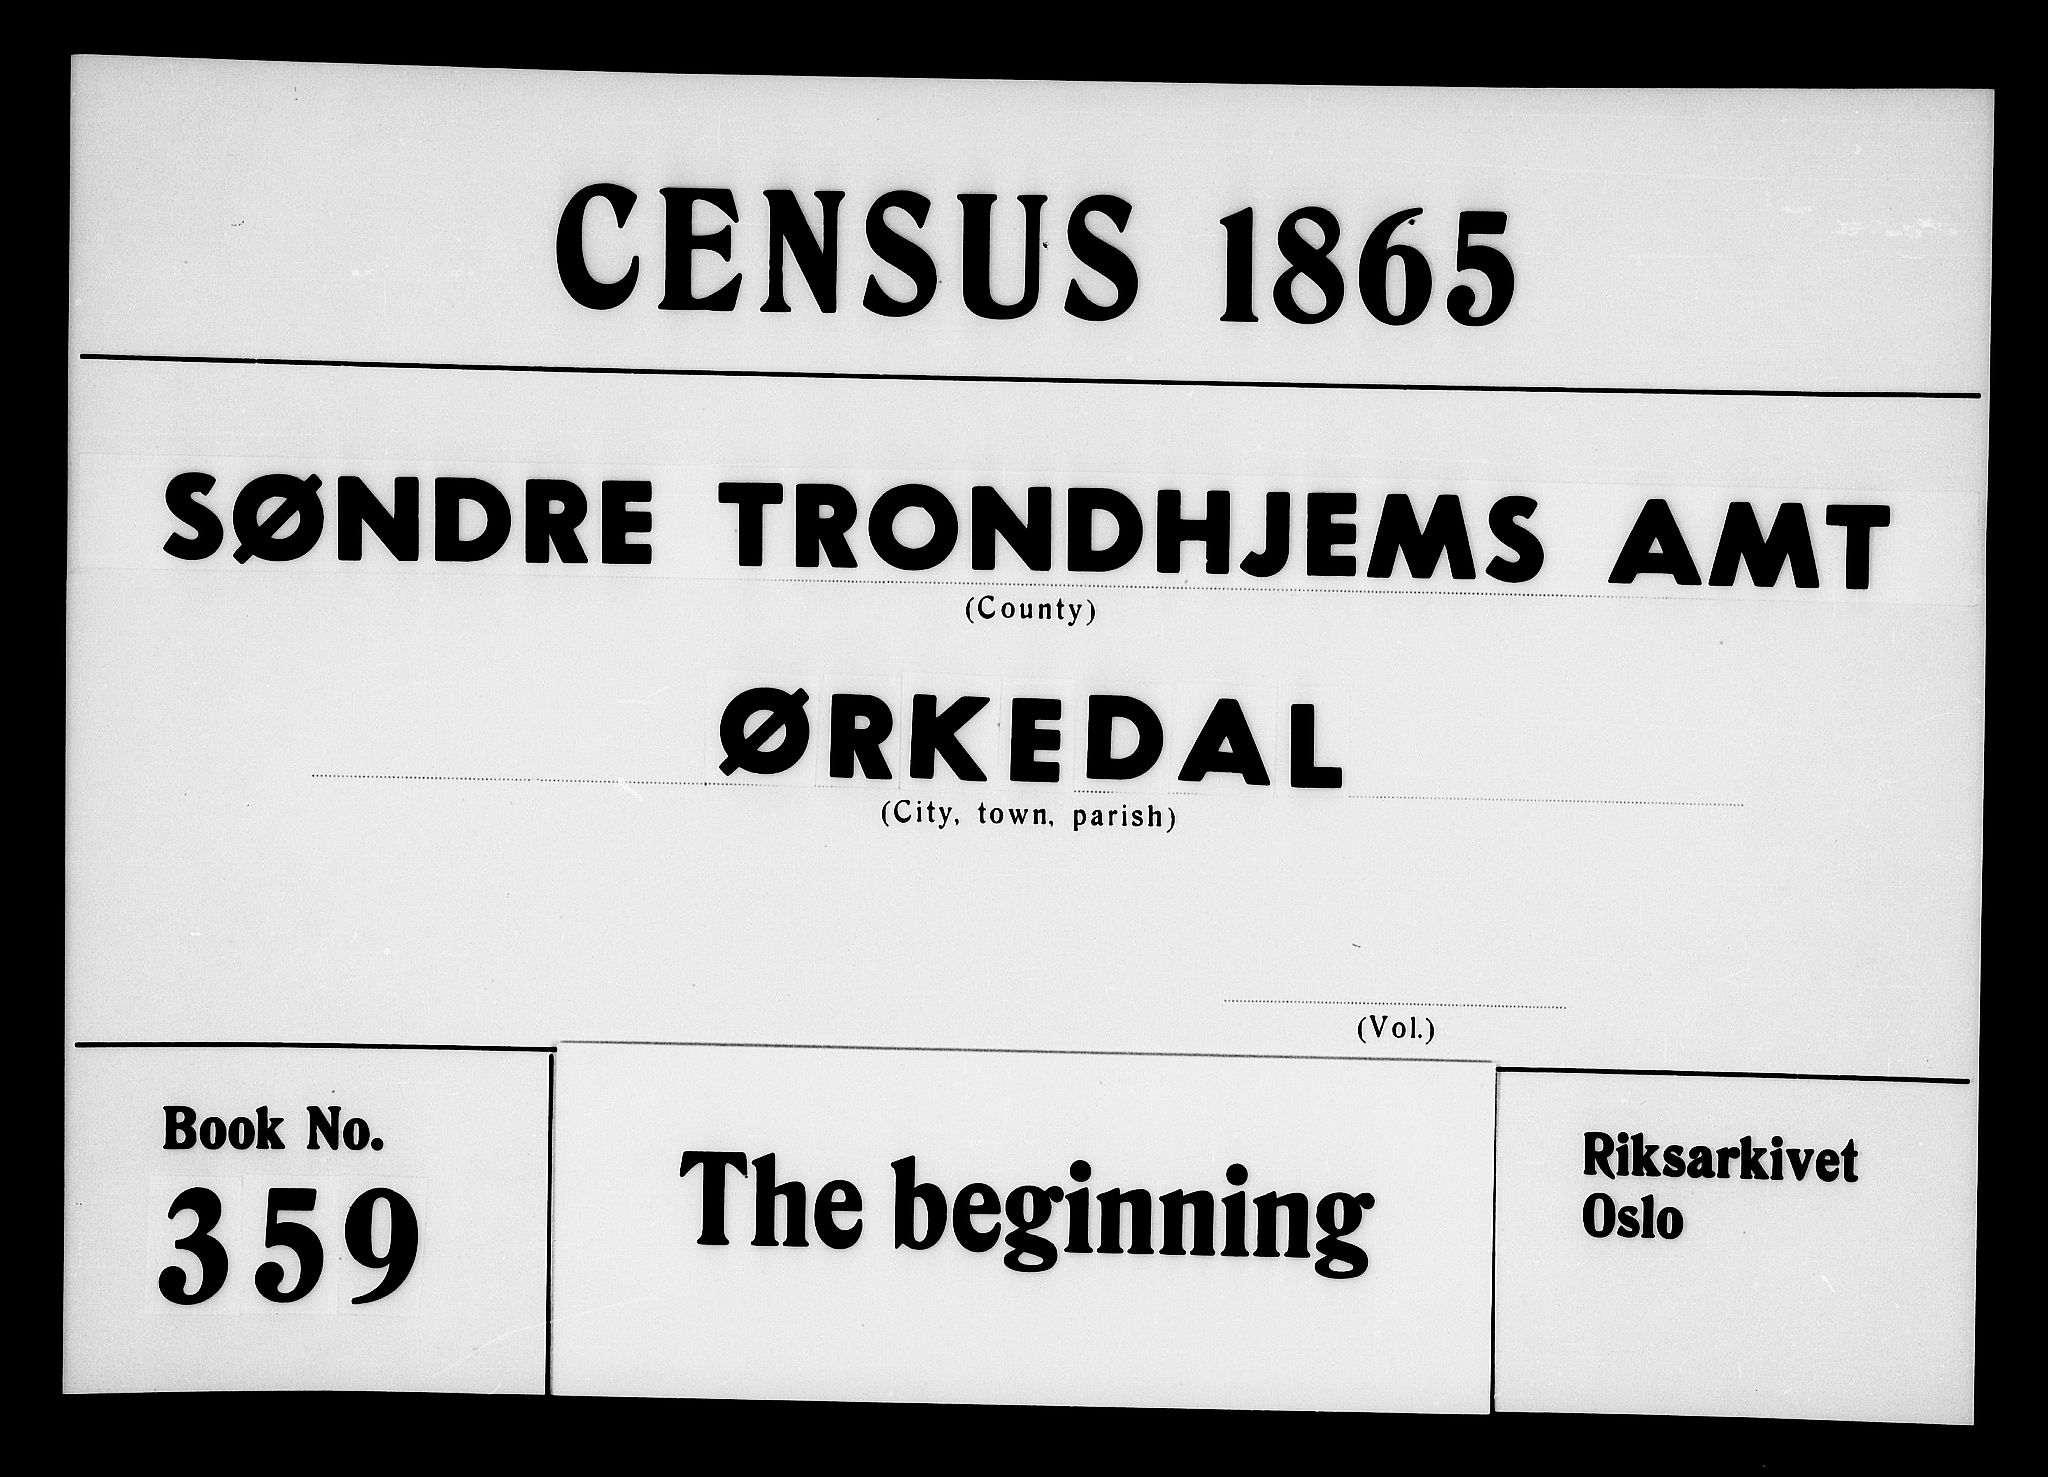 CENSUS 1865
SØNDRE TRONDHJEMS AMT
(County)
ØRKEDAL
(City, town, parish)
(Vol.)
Book No.
359
The beginning
Riksarkivet
Oslo